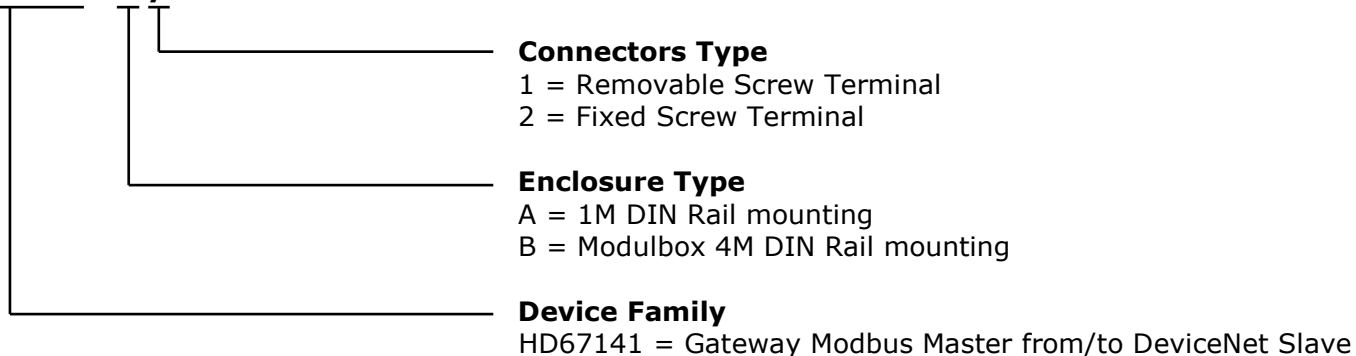 Connectors Type
1 = Removable Screw Terminal
2 = Fixed Screw Terminal
Enclosure Type
A = 1M DIN Rail mounting
B = Modulbox 4M DIN Rail mounting
Device Family
HD67141 = Gateway Modbus Master from/to DeviceNet Slave